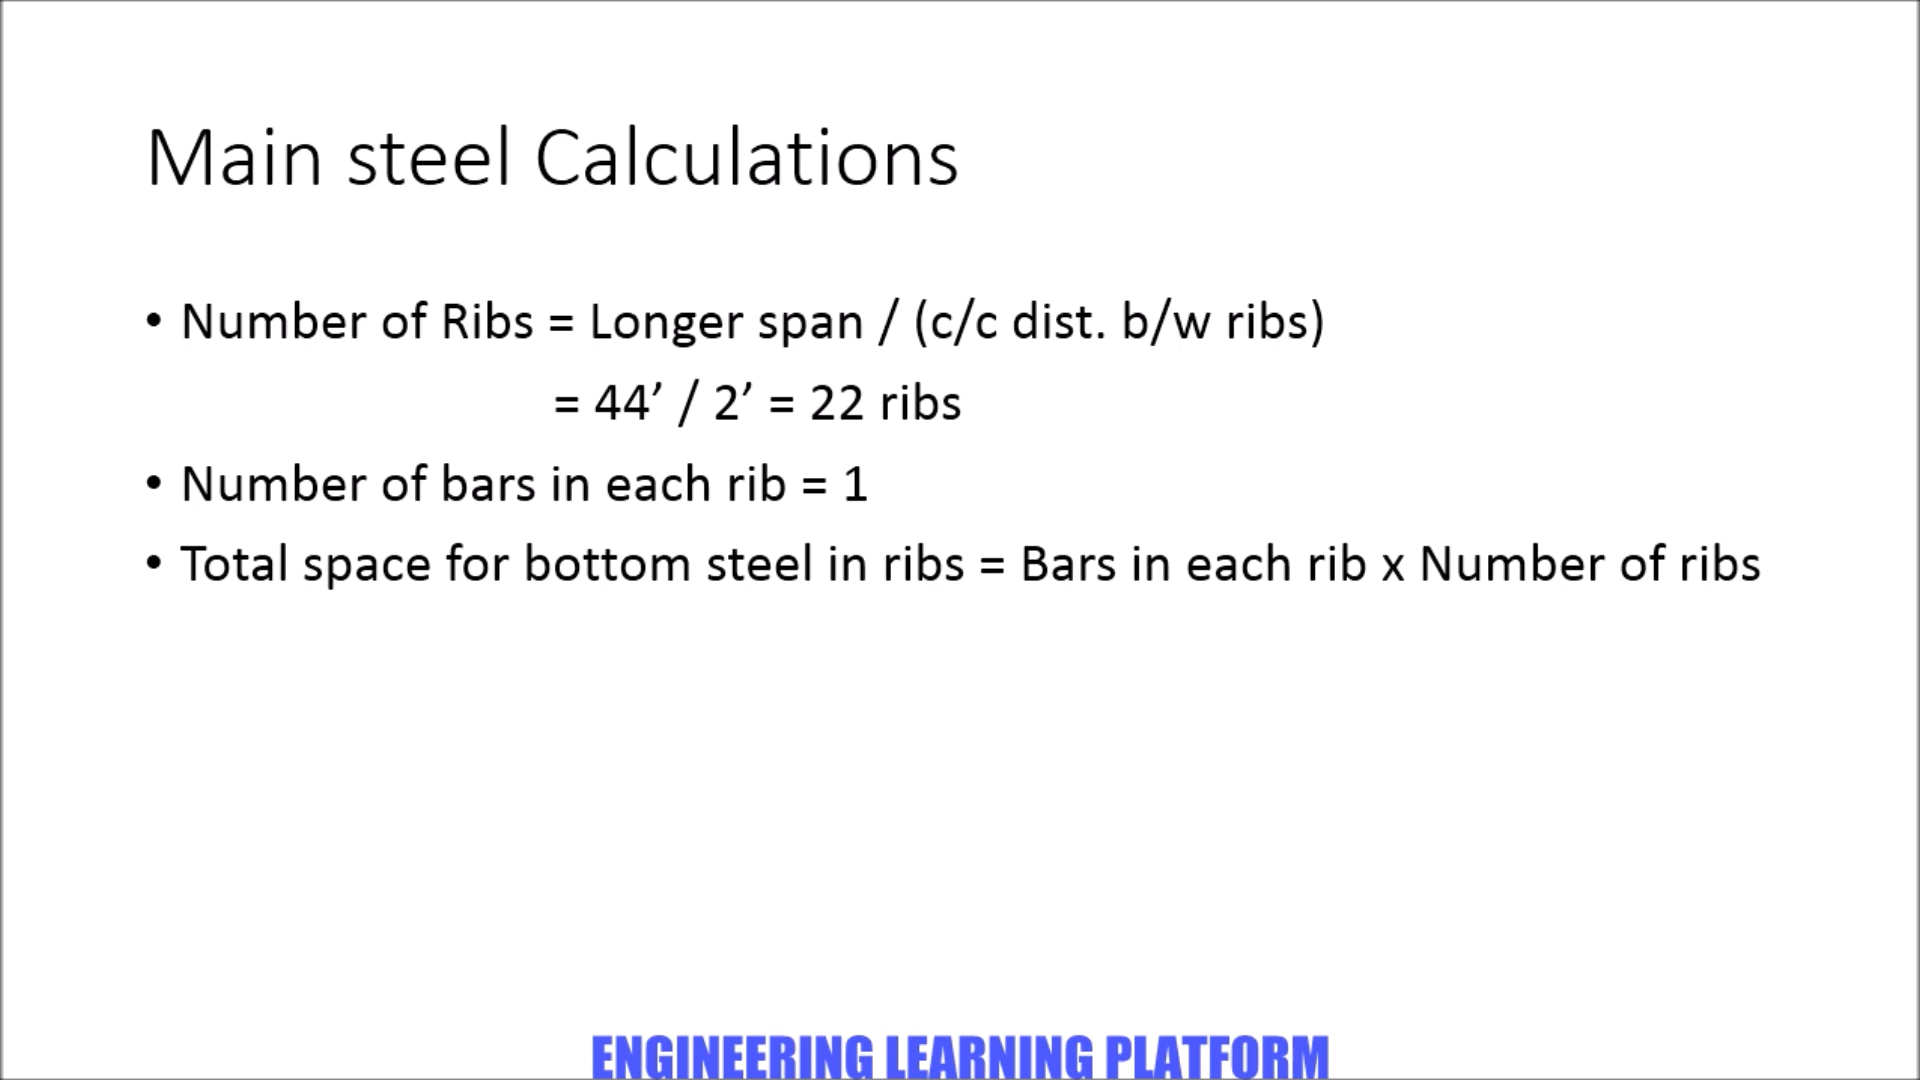 Main steel Calculations
• Number of Ribs = Longer span / (c/c dist. b/w ribs)
= 44’ / 2’ = 22 ribs
• Number of bars in each rib = 1
• Total space for bottom steel in ribs = Bars in each rib x Number of ribs
ENGINEERING LEARNING PLATFORM